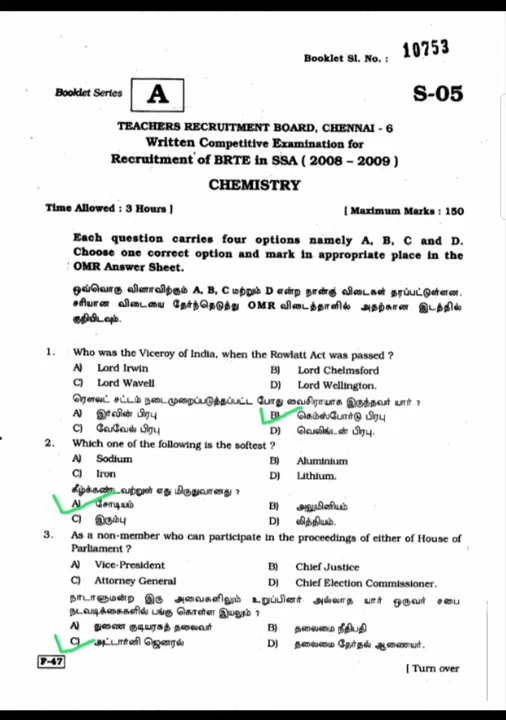 Booklet Sl. No. : 10753
Booklet Series A S-05
TEACHERS RECRUITMENT BOARD, CHENNAI - 6
Written Competitive Examination for
Recruitment of BRTE in SSA ( 2008 – 2009 )
CHEMISTRY
Time Allowed : 3 Hours ] [ Maximum Marks : 150
Each question carries four options namely A, B, C and D.
Choose one correct option and mark in appropriate place in the
OMR Answer Sheet.
ஒவ்வொரு வினாவிற்கும் A, B, C மற்றும் D என்ற நான்கு விடைகள் தரப்பட்டுள்ளன.
சரியான விடையை தேர்ந்தெடுத்து OMR விடைத்தாளில் அதற்கான இடத்தில்
குறியிடவும்.
1. Who was the Viceroy of India, when the Rowlatt Act was passed ?
A) Lord Irwin B) Lord Chelmsford
C) Lord Wavell D) Lord Wellington.
ரௌலட் சட்டம் நடைமுறைப்படுத்தப்பட்ட போது வைசிராயாக இருந்தவர் யார் ?
A) இர்வின் பிரபு B) கெம்ஸ்போர்டு பிரபு
C) வேவேல் பிரபு D) வெலிங்டன் பிரபு.
2. Which one of the following is the softest ?
A) Sodium B) Aluminium
C) Iron D) Lithium.
கீழ்க்கண்டவற்றுள் எது மிருதுவானது ?
A) சோடியம் B) அலுமினியம்
C) இரும்பு D) லித்தியம்.
3. As a non-member who can participate in the proceedings of either of House of
Parliament ?
A) Vice-President B) Chief Justice
C) Attorney General D) Chief Election Commissioner.
நாடாளுமன்ற இரு அவைகளிலும் உறுப்பினர் அல்லாத யார் ஒருவர் சபை
நடவடிக்கைகளில் பங்கு கொள்ள இயலும் ?
A) துணை குடியரசுத் தலைவர் B) தலைமை நீதிபதி
C) அட்டார்னி ஜெனரல் D) தலைமை தேர்தல் ஆணையர்.
F-47 [ Turn over